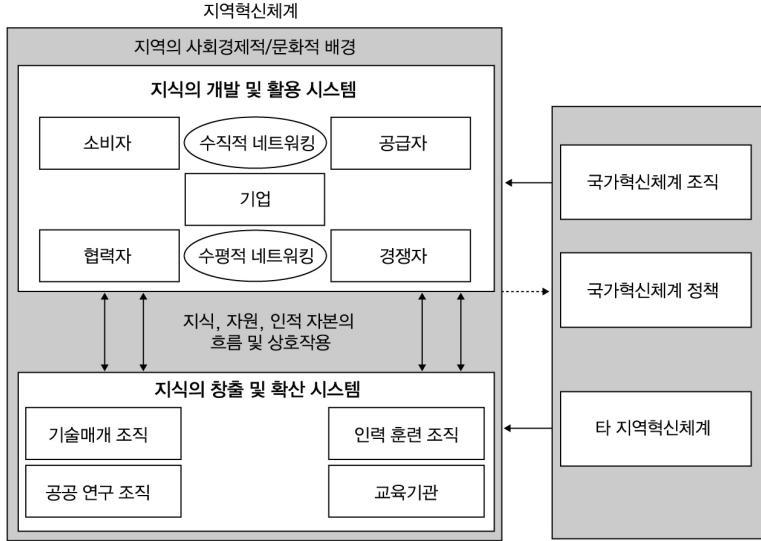 지역혁신체계
지역의 사회경제적/문화적 배경
지식의 개발 및 활용 시스템
소비자
수직적 네트워킹
공급자
기업
협력자
수평적 네트워킹
경쟁자
지식, 자원, 인적 자본의
흐름 및 상호작용
지식의 창출 및 확산 시스템
기술매개 조직
인력 훈련 조직
공공 연구 조직
교육기관
국가혁신체계 조직
국가혁신체계 정책
타 지역혁신체계